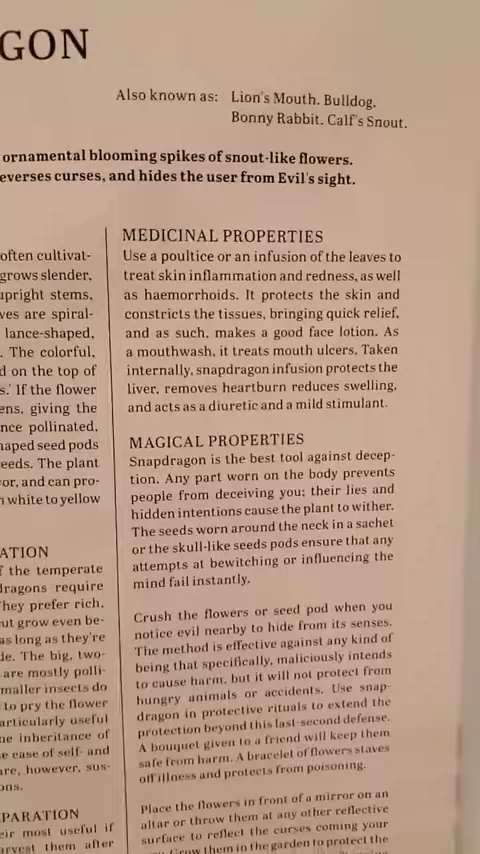 GON
Also known as: Lion's Mouth. Bulldog.
Bonny Rabbit. Calf's Snout.
ornamental blooming spikes of snout-like flowers.
everses curses, and hides the user from Evil's sight.
often cultivat-
grows slender,
upright stems,
ves are spiral-
lance-shaped,
. The colorful,
d on the top of
s.' If the flower
ens, giving the
nce pollinated,
haped seed pods
eeds. The plant
or, and can pro-
n white to yellow
ATION
f the temperate
dragons require
They prefer rich,
ut grow even be-
as long as they're
de. The big, two-
are mostly polli-
maller insects do
to pry the flower
articularly useful
ne inheritance of
e ease of self- and
are, however, sus-
ons.
PARATION
eir most useful if
arvest them after
MEDICINAL PROPERTIES
Use a poultice or an infusion of the leaves to
treat skin inflammation and redness, as well
as haemorrhoids. It protects the skin and
constricts the tissues, bringing quick relief,
and as such, makes a good face lotion. As
a mouthwash, it treats mouth ulcers. Taken
internally, snapdragon infusion protects the
liver, removes heartburn reduces swelling,
and acts as a diuretic and a mild stimulant.
MAGICAL PROPERTIES
Snapdragon is the best tool against decep-
tion. Any part worn on the body prevents
people from deceiving you; their lies and
hidden intentions cause the plant to wither.
The seeds worn around the neck in a sachet
or the skull-like seeds pods ensure that any
attempts at bewitching or influencing the
mind fail instantly.
Crush the flowers or seed pod when you
notice evil nearby to hide from its senses.
The method is effective against any kind of
being that specifically, maliciously intends
to cause harm, but it will not protect from
hungry animals or accidents. Use snap-
dragon in protective rituals to extend the
protection beyond this last-second defense.
A bouquet given to a friend will keep them
safe from harm. A bracelet of flowers staves
off illness and protects from poisoning.
Place the flowers in front of a mirror on an
altar or throw them at any other reflective
surface to reflect the curses coming your
Grow them in the garden to protect the